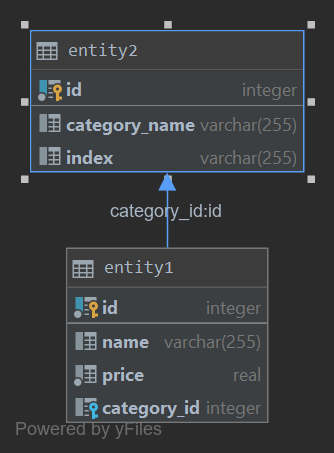 entity2
id integer
category_name varchar(255)
index varchar(255)
category_id:id
entity1
id integer
name varchar(255)
price real
category_id integer
Powered by yFiles